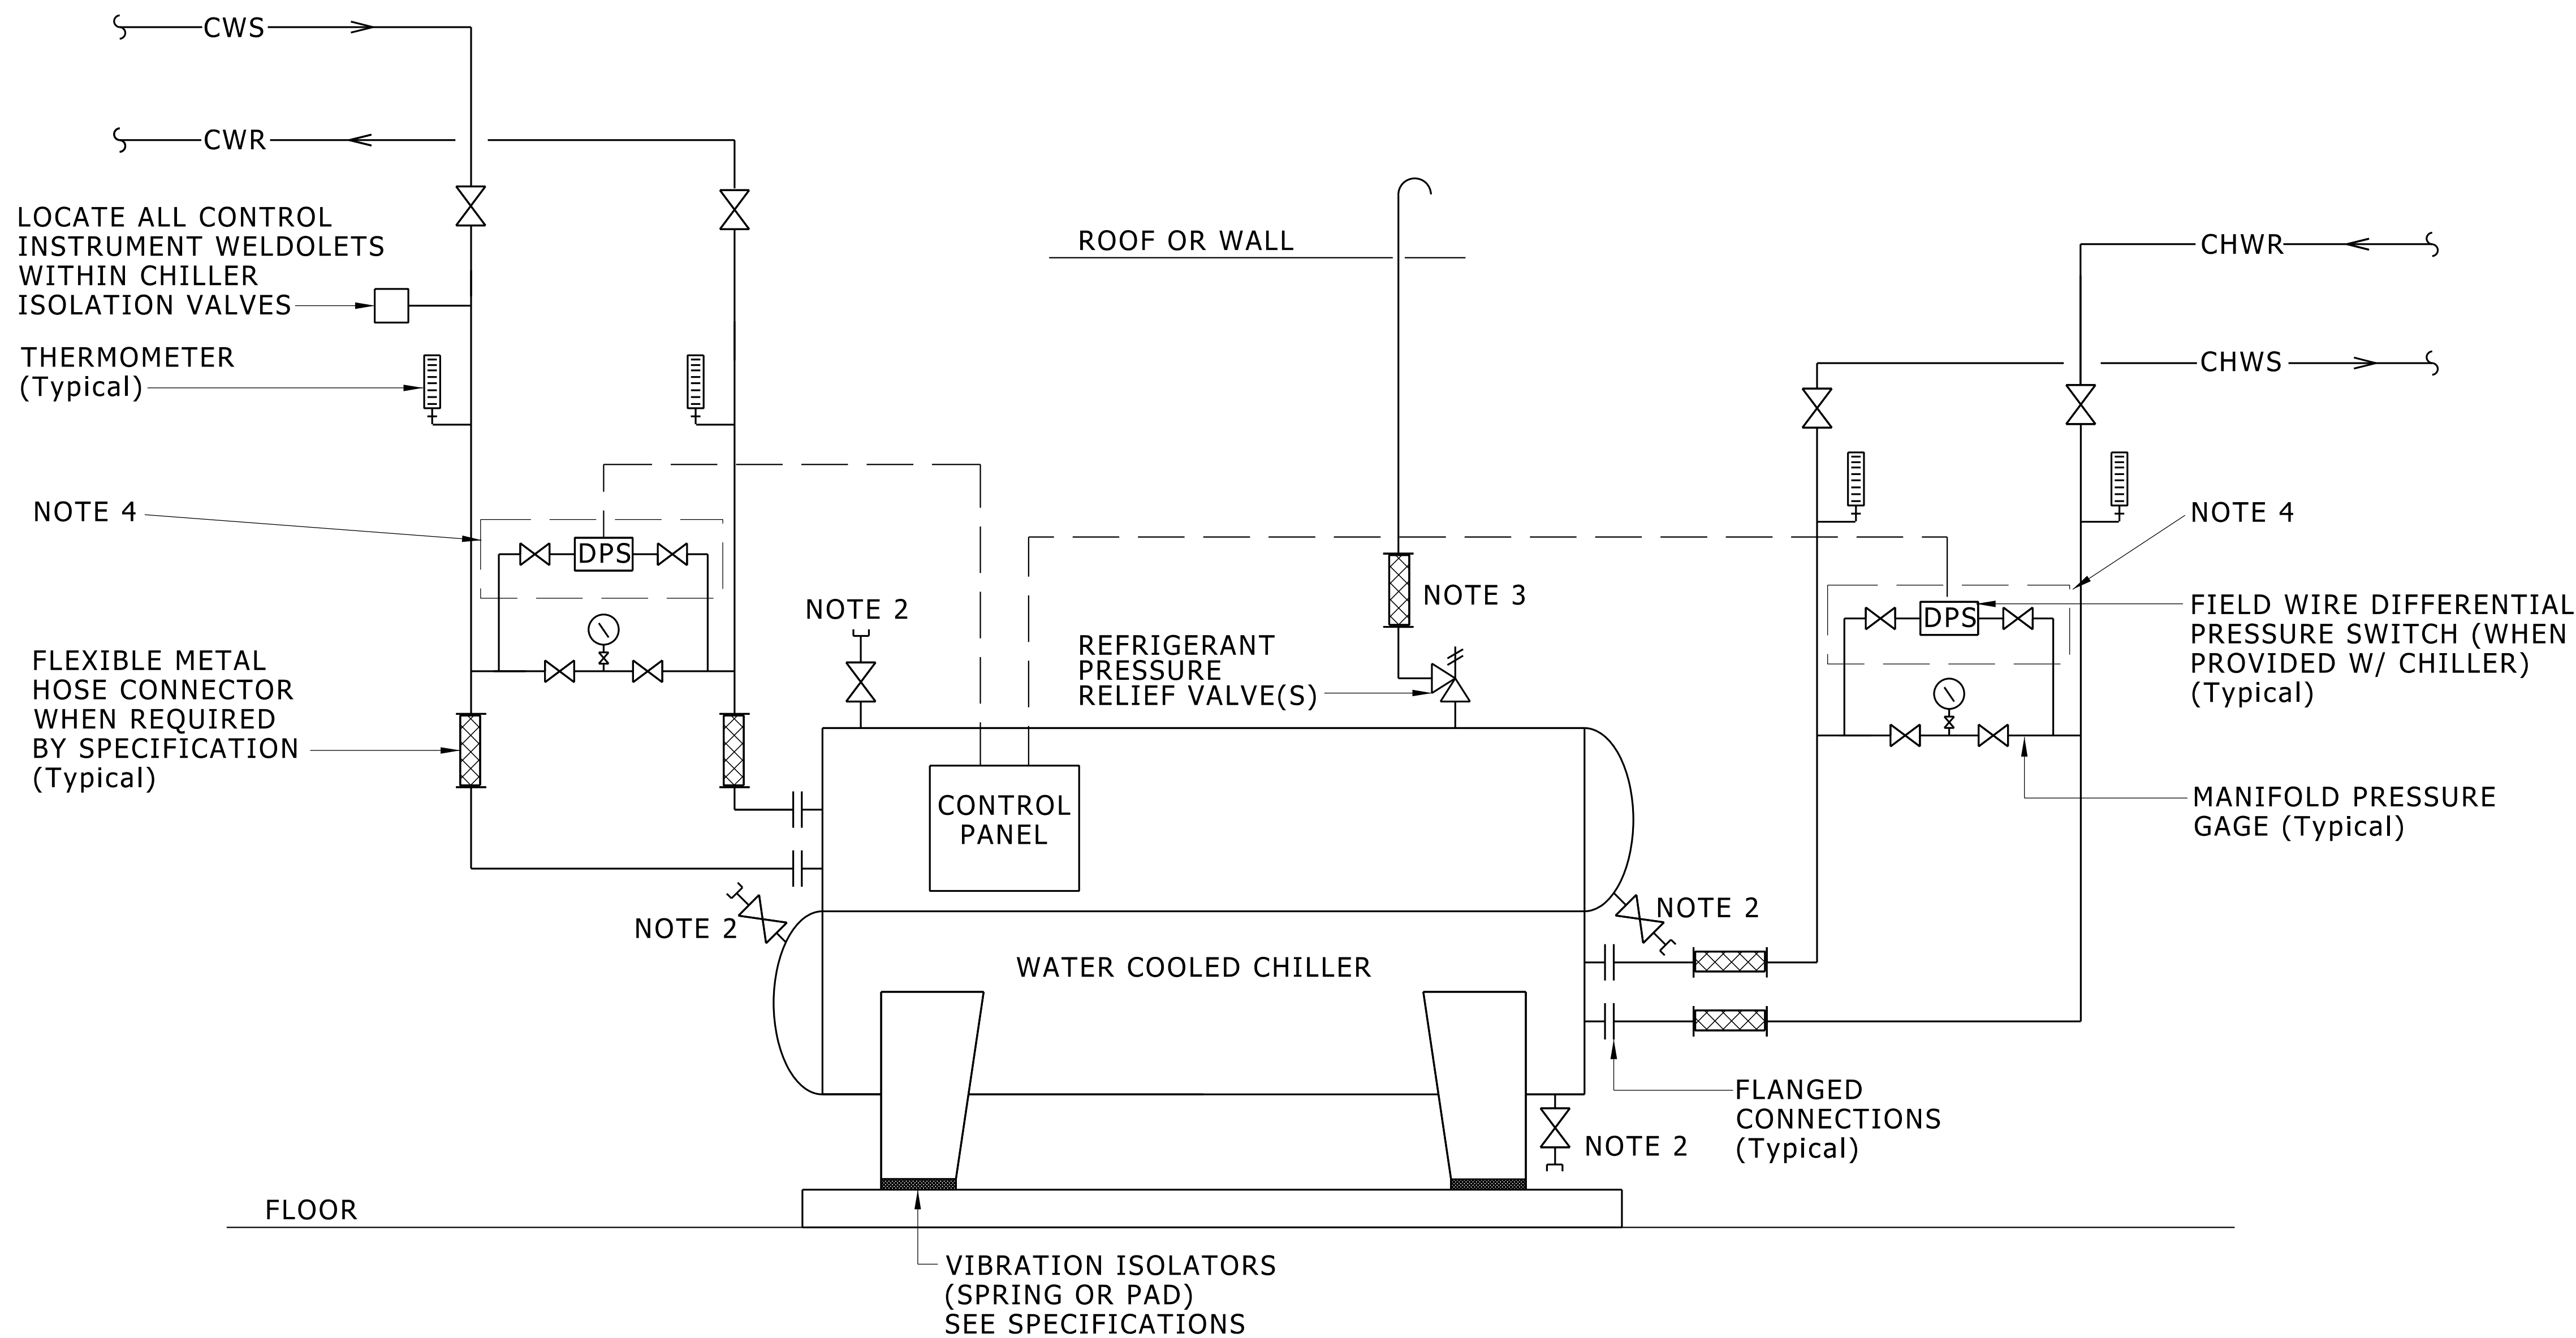 CWS
CWR
LOCATE ALL CONTROL
INSTRUMENT WELDOLETS
WITHIN CHILLER
ISOLATION VALVES
THERMOMETER
(Typical)
NOTE 4
DPS
FLEXIBLE METAL
HOSE CONNECTOR
WHEN REQUIRED
BY SPECIFICATION
(Typical)
ROOF OR WALL
NOTE 2
NOTE 3
REFRIGERANT
PRESSURE
RELIEF VALVE(S)
CHWR
CHWS
NOTE 4
DPS
FIELD WIRE DIFFERENTIAL
PRESSURE SWITCH (WHEN
PROVIDED W/ CHILLER)
(Typical)
MANIFOLD PRESSURE
GAGE (Typical)
CONTROL
PANEL
NOTE 2
NOTE 2
WATER COOLED CHILLER
FLANGED
CONNECTIONS
(Typical)
NOTE 2
FLOOR
VIBRATION ISOLATORS
(SPRING OR PAD)
SEE SPECIFICATIONS